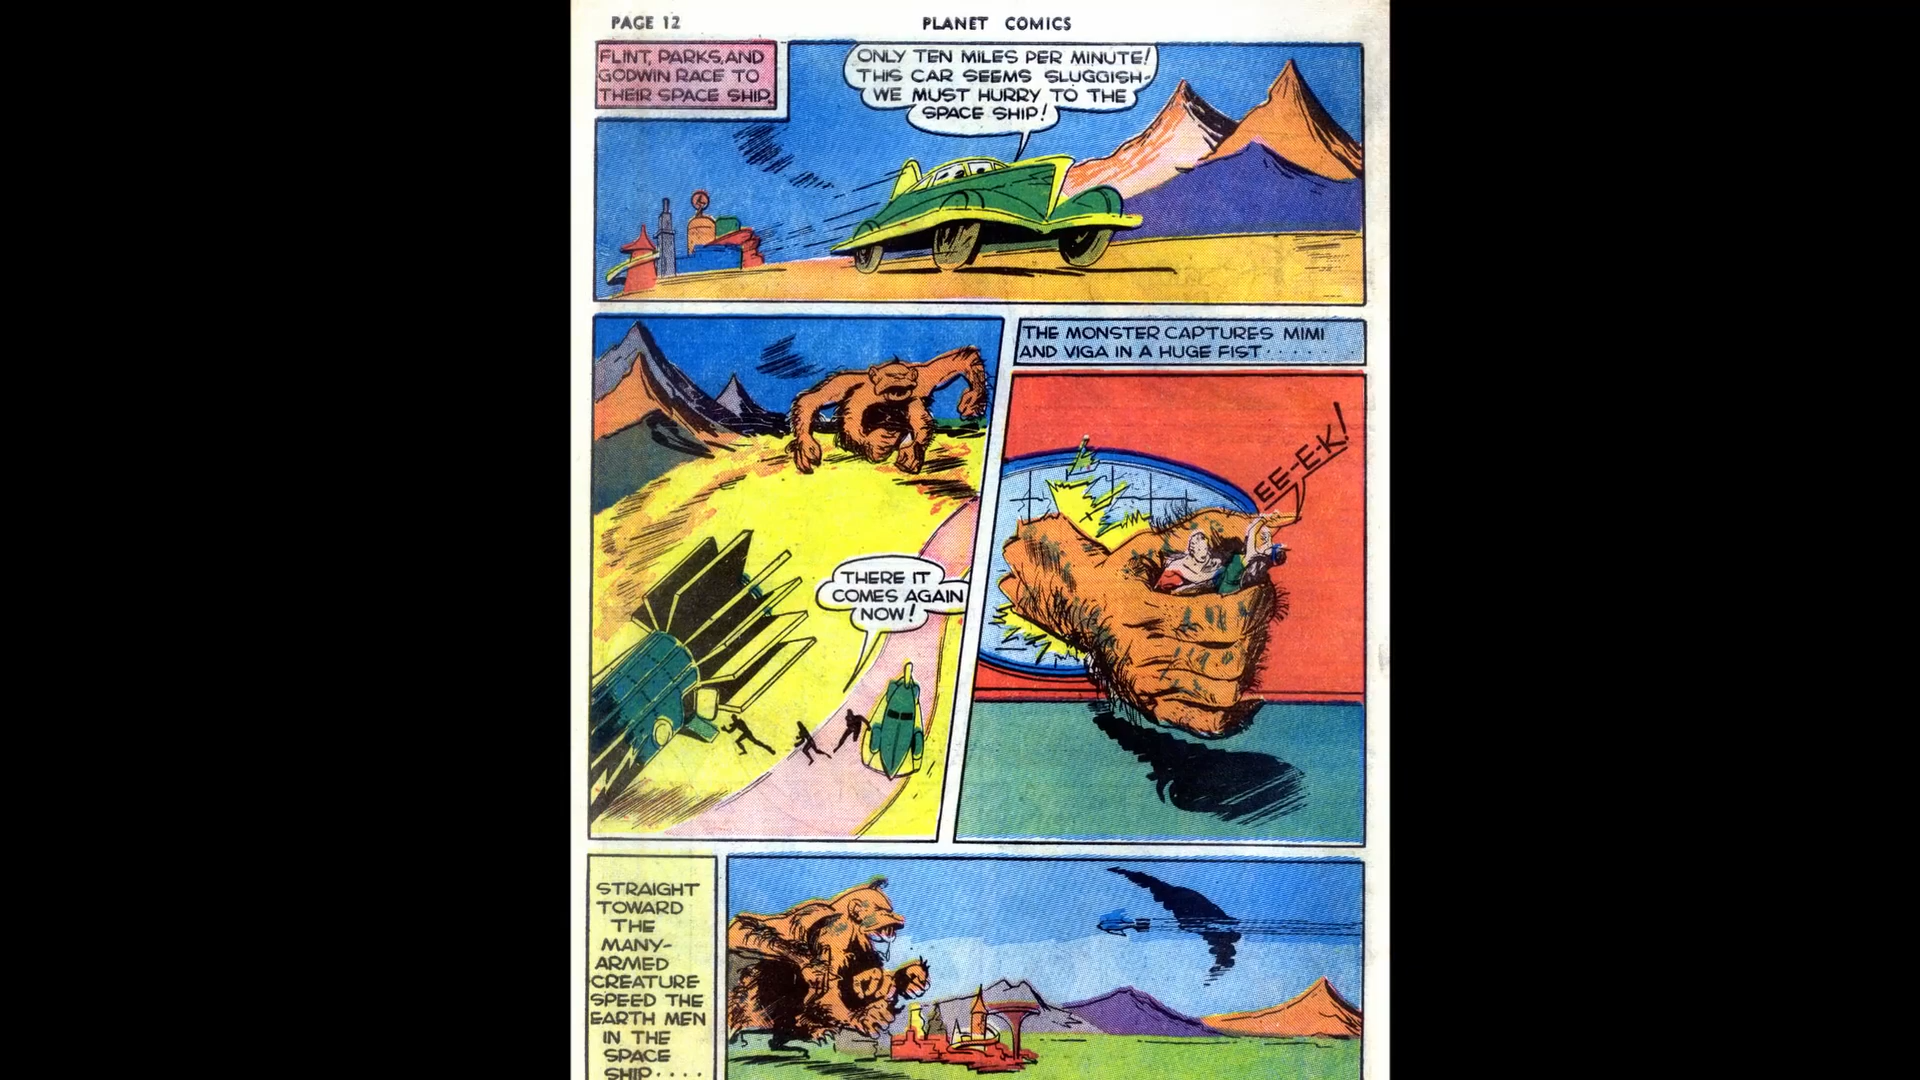 PAGE 12
PLANET COMICS
FLINT, PARKS, AND
GODWIN RACE TO
THEIR SPACE SHIP.
ONLY TEN MILES PER MINUTE!
THIS CAR SEEMS SLUGGISH-
WE MUST HURRY TO THE
SPACE SHIP!
THERE IT
COMES AGAIN
NOW!
THE MONSTER CAPTURES MIMI
AND VIGA IN A HUGE FIST.....
EE-E-K!
STRAIGHT
TOWARD
THE
MANY-
ARMED
CREATURE
SPEED THE
EARTH MEN
IN THE
SPACE
SHIP....